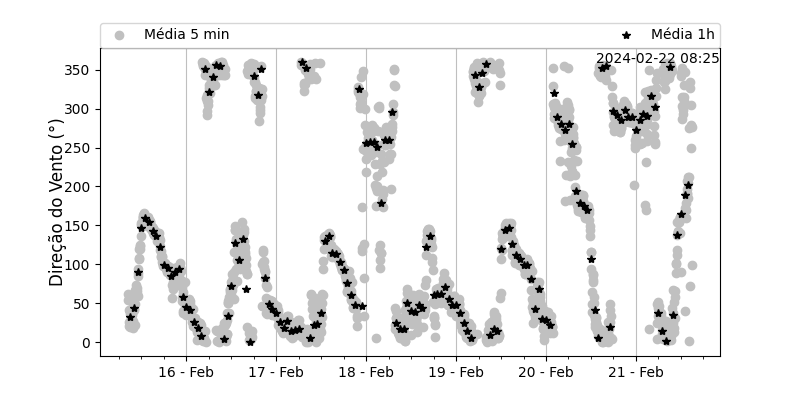 Média 5 min
Média 1h
2024-02-22 08:25
Direção do Vento (°)
350
300
250
200
150
100
50
0
16 - Feb
17 - Feb
18 - Feb
19 - Feb
20 - Feb
21 - Feb